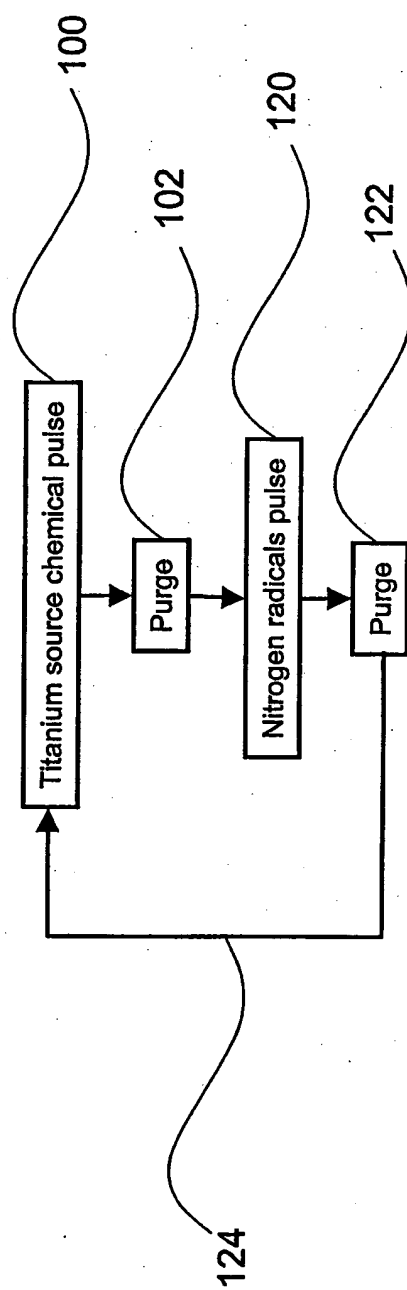 Titanium source chemical pulse
100
Purge
102
Nitrogen radicals pulse
120
Purge
122
124